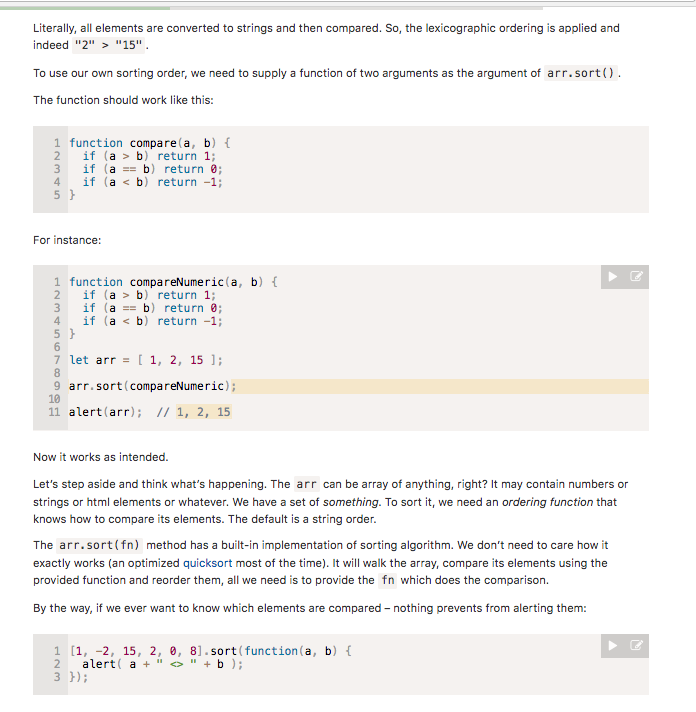 Literally, all elements are converted to strings and then compared. So, the lexicographic ordering is applied and
indeed "2" > "15".
To use our own sorting order, we need to supply a function of two arguments as the argument of arr.sort().
The function should work like this:
1 function compare(a, b) {
2   if (a > b) return 1;
3   if (a == b) return 0;
4   if (a < b) return -1;
5 }
For instance:
1 function compareNumeric(a, b) {
2   if (a > b) return 1;
3   if (a == b) return 0;
4   if (a < b) return -1;
5 }
6
7 let arr = [ 1, 2, 15 ];
8
9 arr.sort(compareNumeric);
10
11 alert(arr);  // 1, 2, 15
Now it works as intended.
Let's step aside and think what's happening. The arr can be array of anything, right? It may contain numbers or
strings or html elements or whatever. We have a set of something. To sort it, we need an ordering function that
knows how to compare its elements. The default is a string order.
The arr.sort(fn) method has a built-in implementation of sorting algorithm. We don't need to care how it
exactly works (an optimized quicksort most of the time). It will walk the array, compare its elements using the
provided function and reorder them, all we need is to provide the fn which does the comparison.
By the way, if we ever want to know which elements are compared – nothing prevents from alerting them:
1 [1, -2, 15, 2, 0, 8].sort(function(a, b) {
2   alert( a + " <> " + b );
3 });